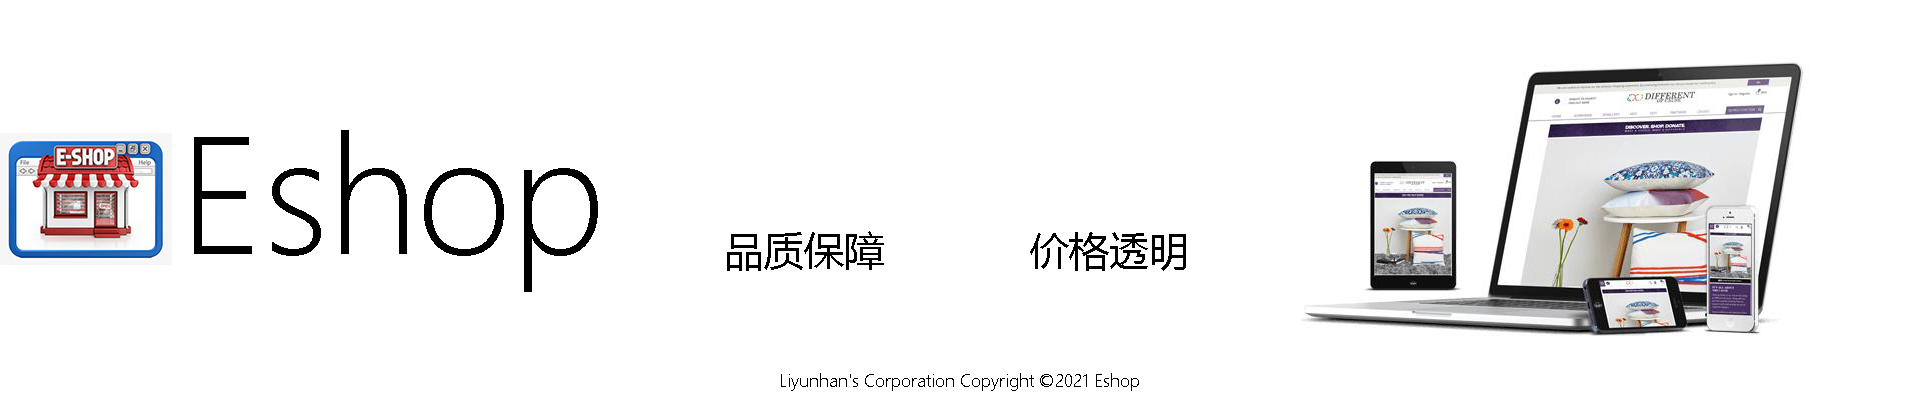 E-SHOP
File
Help
Eshop
品质保障
价格透明
DIFFERENT
DISCOVER. SHOP. DONATE.
Liyunhan's Corporation Copyright ©2021 Eshop